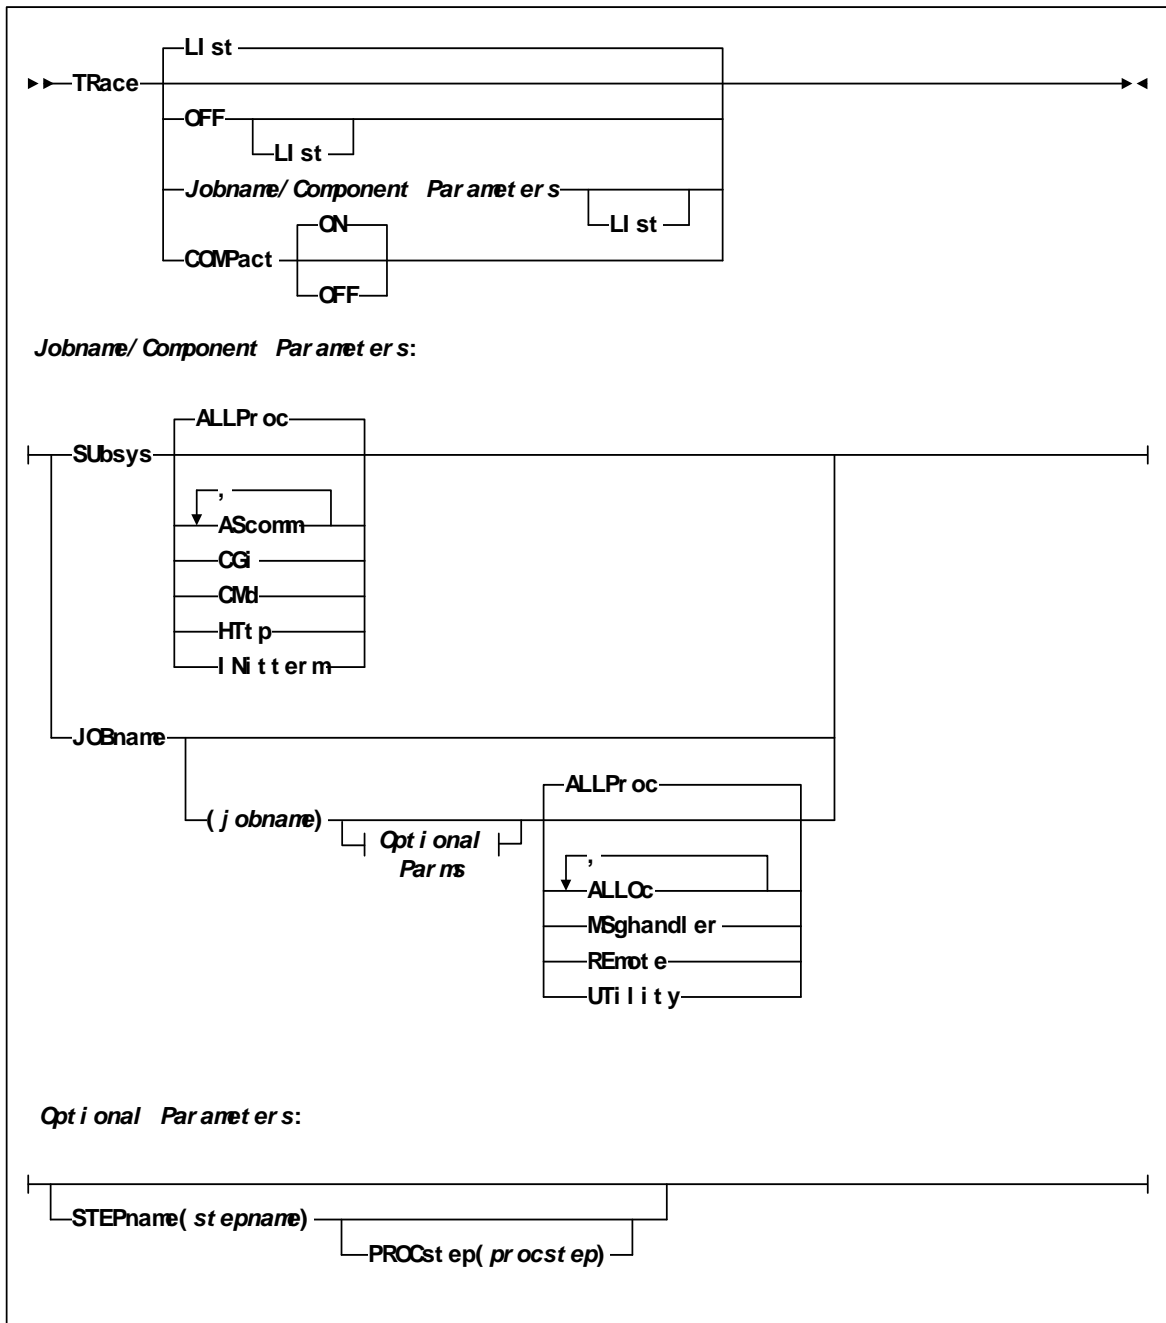 LIst
TRace
OFF
LIst
Jobname/Component Parameters
LIst
ON
COMPact
OFF
Jobname/Component Parameters:
ALLProc
SUbsys
,
AScomm
CGi
CMd
HTtp
INitterm
JOBname
ALLProc
(jobname)
Optional
Parms
,
ALLOc
MSghandler
REmote
UTility
Optional Parameters:
STEPname(stepname)
PROCstep(procstep)